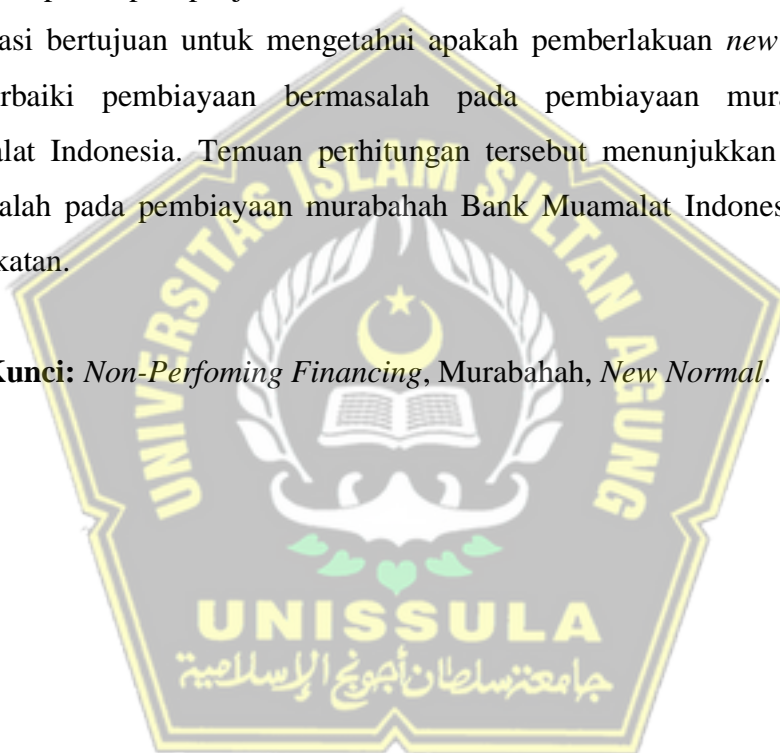 asi bertujuan untuk mengetahui apakah pemberlakuan new
rbaiki pembiayaan bermasalah pada pembiayaan mura
alat Indonesia. Temuan perhitungan tersebut menunjukkan
alah pada pembiayaan murabahah Bank Muamalat Indones
katan.
Kunci: Non-Perfoming Financing, Murabahah, New Normal.
UNIVERSITAS ISLAM SULTAN AGUNG
UNISSULA
جامعة سلطان أجونج الإسلامية